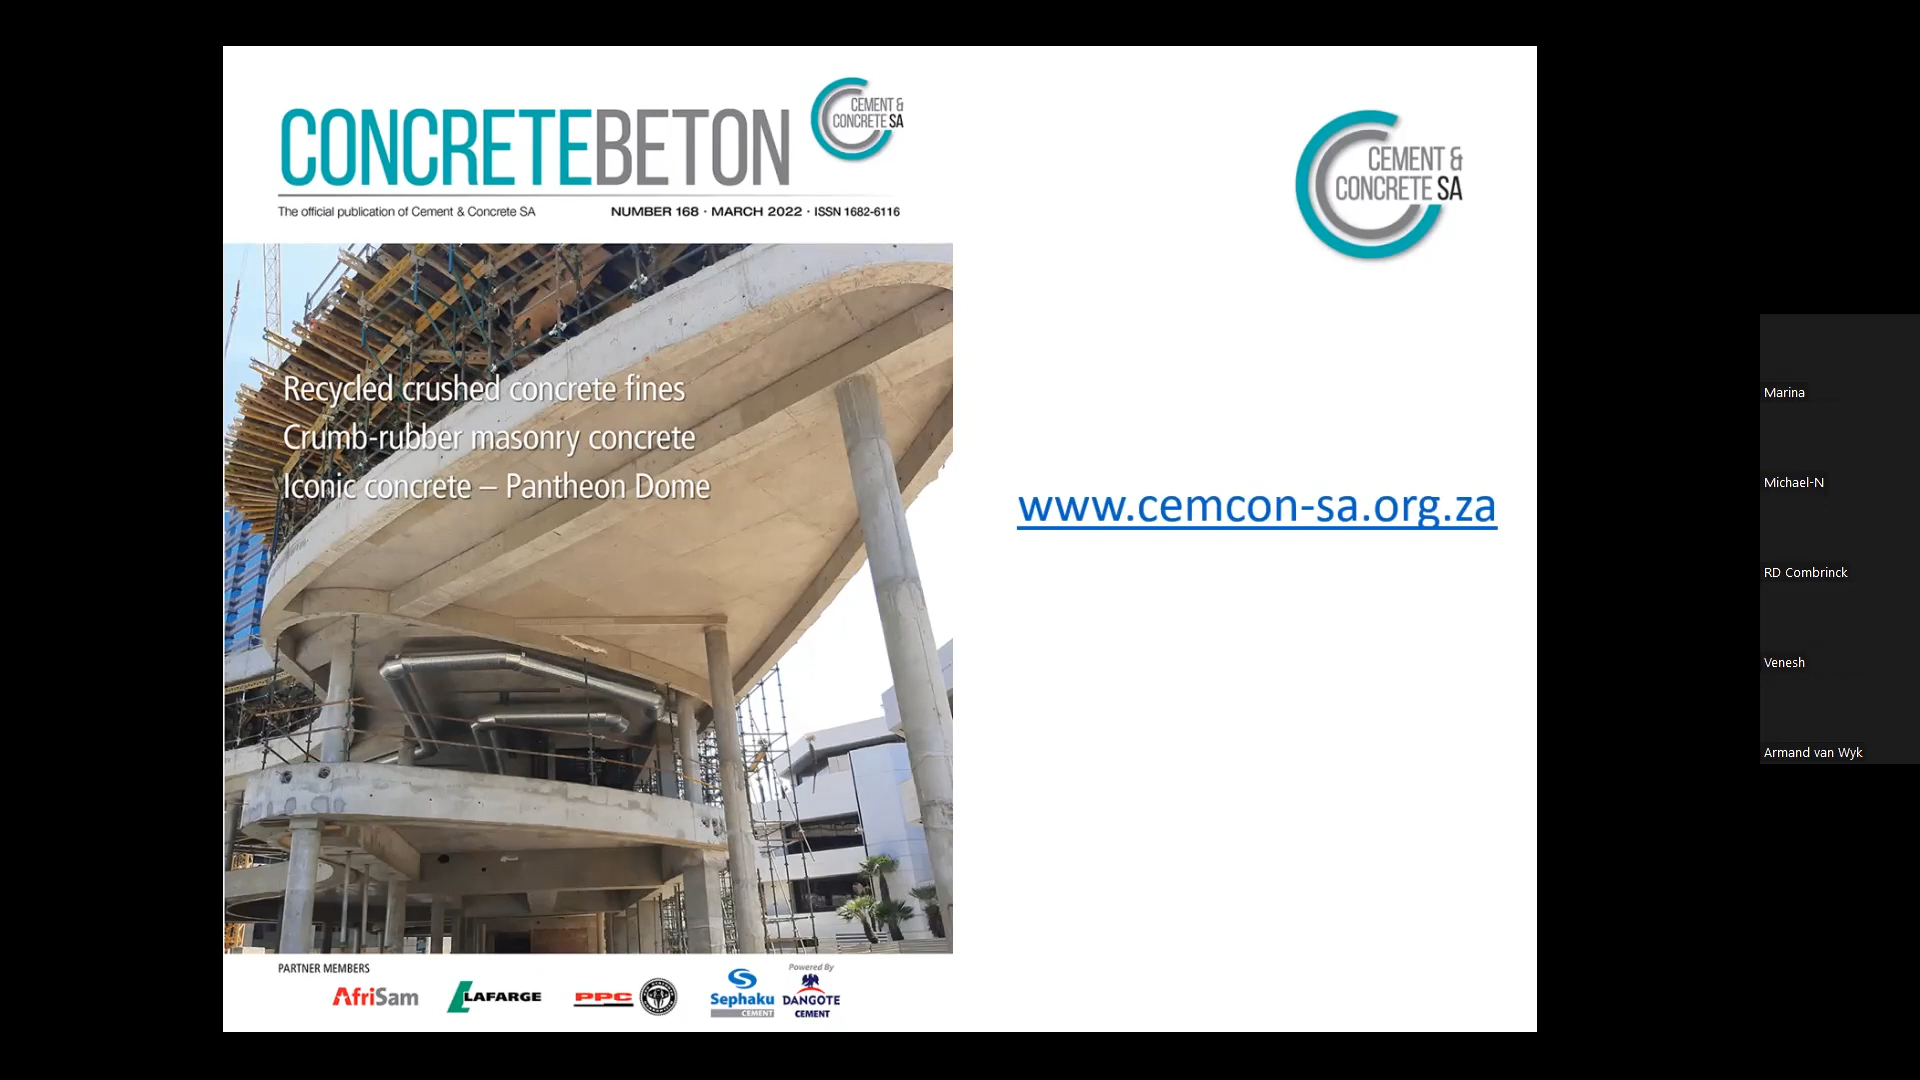 CONCRETEBETON
CEMENT &
CONCRETE SA
The official publication of Cement & Concrete SA
NUMBER 168 · MARCH 2022 · ISSN 1682-6116
Recycled crushed concrete fines
Crumb-rubber masonry concrete
Iconic concrete – Pantheon Dome
PARTNER MEMBERS
AfriSam
LAFARGE
PPC
Sephaku
CEMENT
Powered By
DANGOTE
CEMENT
CEMENT &
CONCRETE SA
www.cemcon-sa.org.za
Marina
Michael-N
RD Combrinck
Venesh
Armand van Wyk